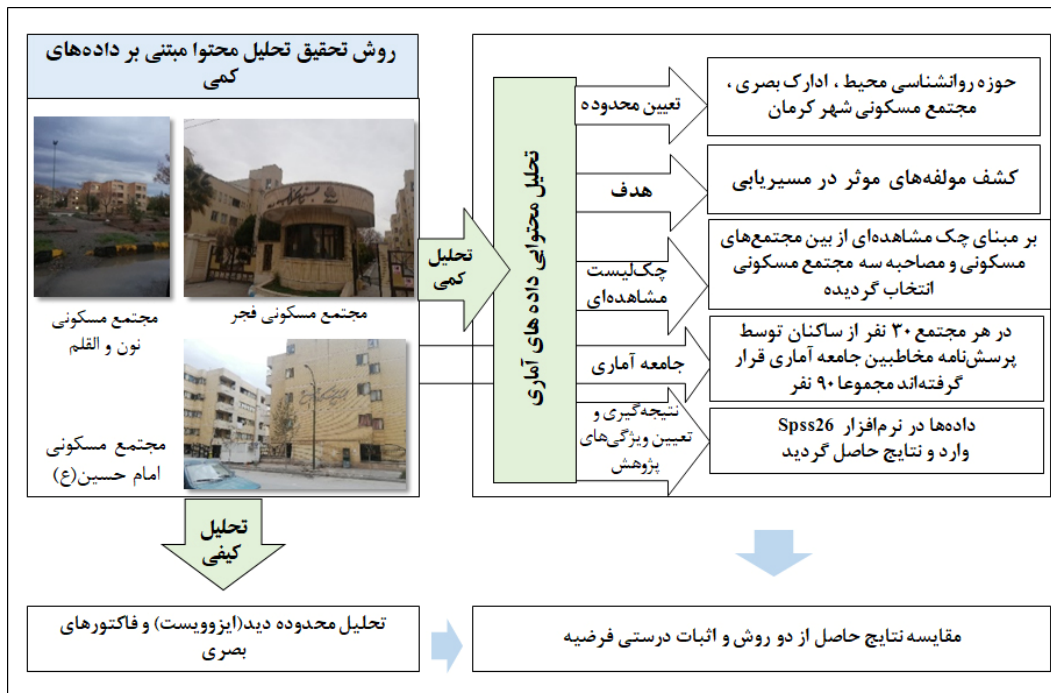 روش تحقیق تحلیل محتوا مبتنی بر داده‌های
کمی
مجتمع مسکونی فجر
مجتمع مسکونی
نون و القلم
مجتمع مسکونی
امام حسین(ع)
تحلیل
کمی
تحلیل محتوایی داده های آماری
تعیین محدوده
حوزه روانشناسی محیط ، ادارک بصری ،
مجتمع مسکونی شهر کرمان
هدف
کشف مولفه‌های موثر در مسیریابی
چک‌لیست
مشاهده‌ای
بر مبنای چک مشاهده‌ای از بین مجتمع‌های
مسکونی و مصاحبه سه مجتمع مسکونی
انتخاب گردیده
جامعه آماری
در هر مجتمع ۳۰ نفر از ساکنان توسط
پرسش‌نامه مخاطبین جامعه آماری قرار
گرفته‌اند مجموعا ۹۰ نفر
نتیجه‌گیری و
تعیین ویژگی‌های
پژوهش
داده‌ها در نرم‌افزار Spss26
وارد و نتایج حاصل گردید
تحلیل
کیفی
تحلیل محدوده دید(ایزوویست) و فاکتورهای
بصری
مقایسه نتایج حاصل از دو روش و اثبات درستی فرضیه